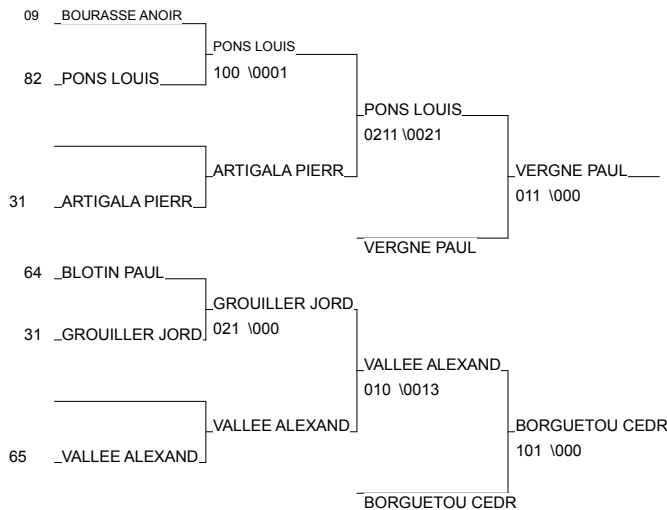 09 BOURASSE ANOIR
PONS LOUIS
100 \0001
82 PONS LOUIS
PONS LOUIS
0211 \0021
ARTIGALA PIERR
VERGNE PAUL
011 \000
31 ARTIGALA PIERR
VERGNE PAUL
64 BLOTIN PAUL
GROUILLER JORD
021 \000
31 GROUILLER JORD
VALLEE ALEXAND
010 \0013
VALLEE ALEXAND
BORGUETOU CEDR
101 \000
65 VALLEE ALEXAND
BORGUETOU CEDR